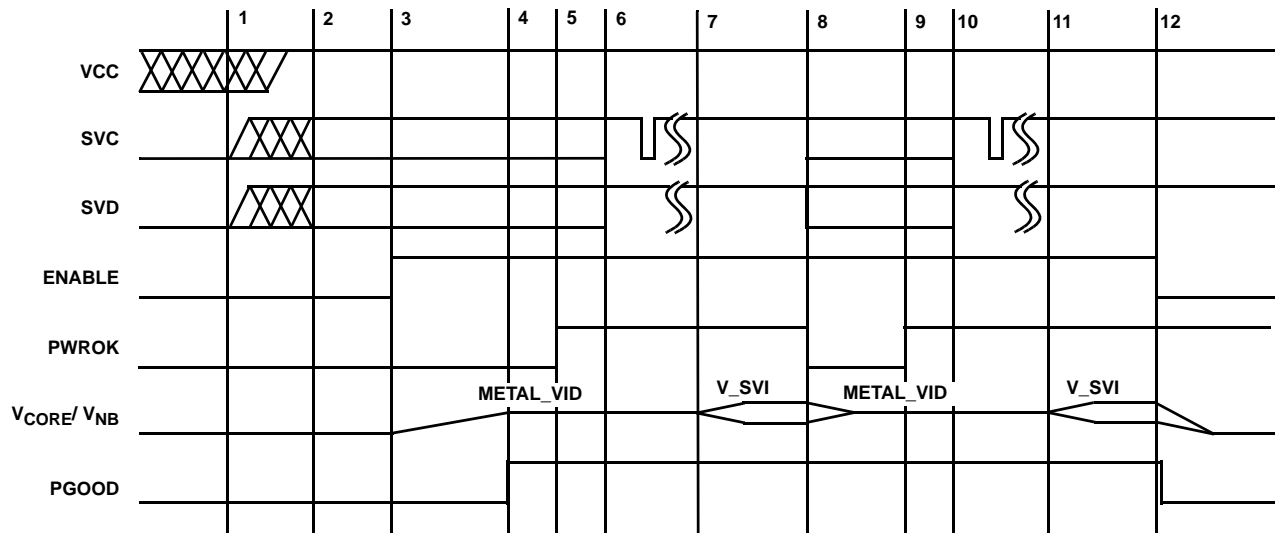 1 2 3 4 5 6 7 8 9 10 11 12
VCC
SVC
SVD
ENABLE
PWROK
METAL_VID V_SVI METAL_VID V_SVI
VCORE/ VNB
PGOOD